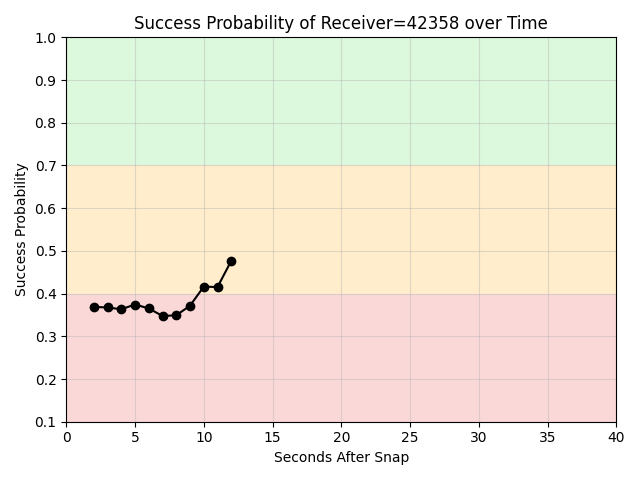 Success Probability of Receiver=42358 over Time
1.0
0.9
0.8
0.7
0.6
0.5
0.4
0.3
0.2
0.1
Success Probability
0 5 10 15 20 25 30 35 40
Seconds After Snap